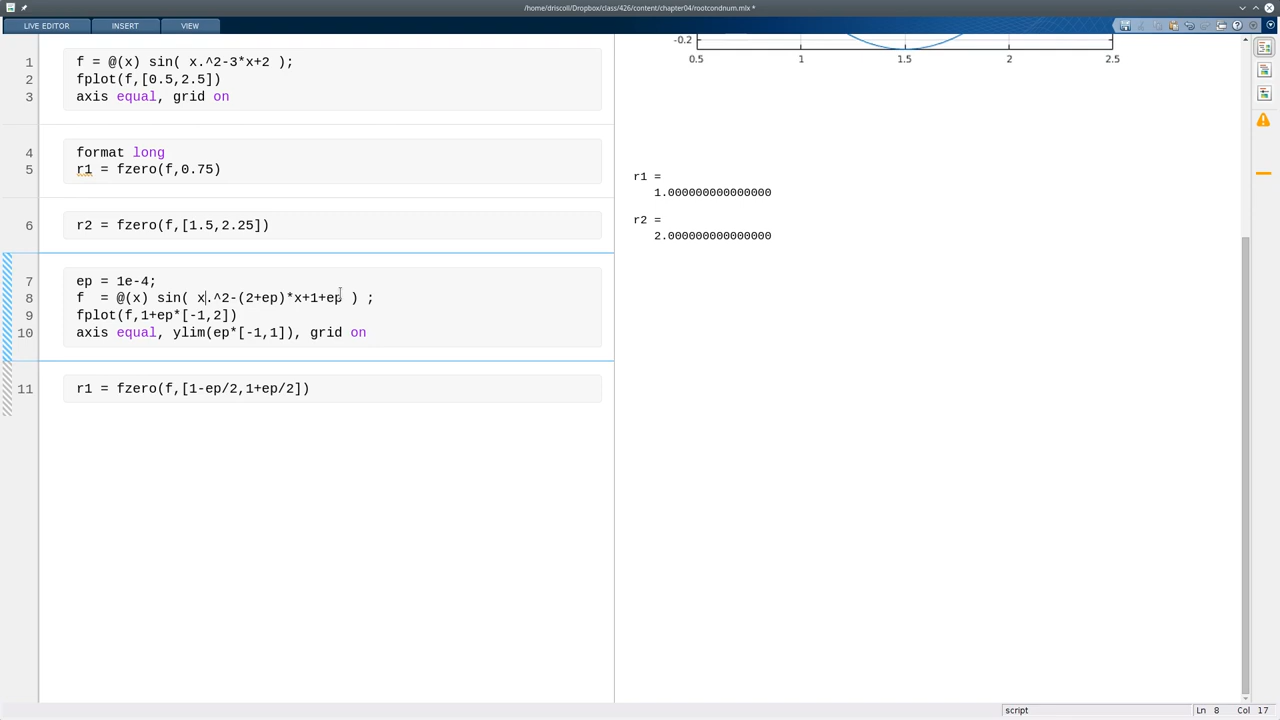 /home/driscoll/Dropbox/class/426/content/chapter04/rootcondnum.mlx *
LIVE EDITOR INSERT VIEW
1 f = @(x) sin( x.^2-3*x+2 );
2 fplot(f,[0.5,2.5])
3 axis equal, grid on
4 format long
5 r1 = fzero(f,0.75)
6 r2 = fzero(f,[1.5,2.25])
7 ep = 1e-4;
8 f  = @(x) sin( x.^2-(2+ep)*x+1+ep ) ;
9 fplot(f,1+ep*[-1,2])
10 axis equal, ylim(ep*[-1,1]), grid on
11 r1 = fzero(f,[1-ep/2,1+ep/2])
-0.2
0.5 1 1.5 2 2.5
r1 =
1.000000000000000
r2 =
2.000000000000000
script Ln 8 Col 17